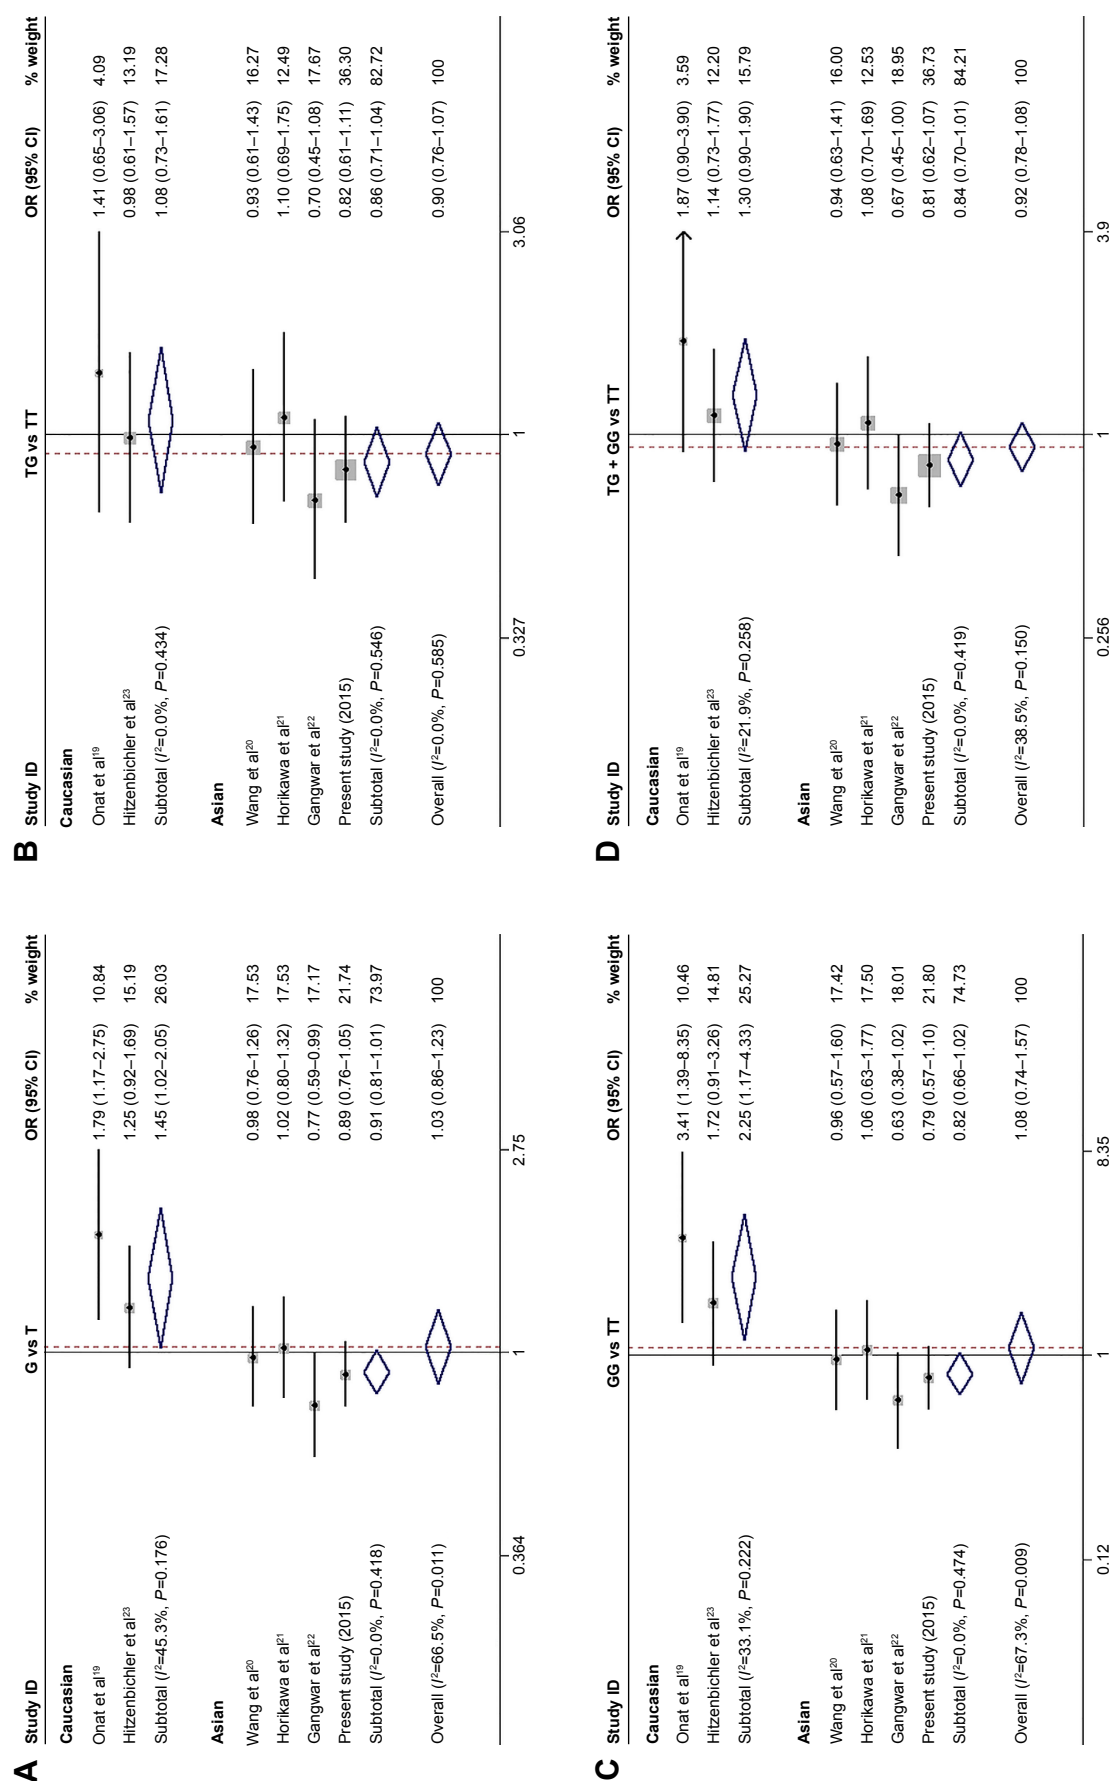 A
Study ID G vs T OR (95% CI) % weight
Caucasian
Onat et al19 1.79 (1.17–2.75) 10.84
Hitzenbichler et al23 1.25 (0.92–1.69) 15.19
Subtotal (I2=45.3%, P=0.176) 1.45 (1.02–2.05) 26.03
Asian
Wang et al20 0.98 (0.76–1.26) 17.53
Horikawa et al21 1.02 (0.80–1.32) 17.53
Gangwar et al22 0.77 (0.59–0.99) 17.17
Present study (2015) 0.89 (0.76–1.05) 21.74
Subtotal (I2=0.0%, P=0.418) 0.91 (0.81–1.01) 73.97
Overall (I2=66.5%, P=0.011) 1.03 (0.86–1.23) 100
0.364 1 2.75
B
Study ID TG vs TT OR (95% CI) % weight
Caucasian
Onat et al19 1.41 (0.65–3.06) 4.09
Hitzenbichler et al23 0.98 (0.61–1.57) 13.19
Subtotal (I2=0.0%, P=0.434) 1.08 (0.73–1.61) 17.28
Asian
Wang et al20 0.93 (0.61–1.43) 16.27
Horikawa et al21 1.10 (0.69–1.75) 12.49
Gangwar et al22 0.70 (0.45–1.08) 17.67
Present study (2015) 0.82 (0.61–1.11) 36.30
Subtotal (I2=0.0%, P=0.546) 0.86 (0.71–1.04) 82.72
Overall (I2=0.0%, P=0.585) 0.90 (0.76–1.07) 100
0.327 1 3.06
C
Study ID GG vs TT OR (95% CI) % weight
Caucasian
Onat et al19 3.41 (1.39–8.35) 10.46
Hitzenbichler et al23 1.72 (0.91–3.26) 14.81
Subtotal (I2=33.1%, P=0.222) 2.25 (1.17–4.33) 25.27
Asian
Wang et al20 0.96 (0.57–1.60) 17.42
Horikawa et al21 1.06 (0.63–1.77) 17.50
Gangwar et al22 0.63 (0.38–1.02) 18.01
Present study (2015) 0.79 (0.57–1.10) 21.80
Subtotal (I2=0.0%, P=0.474) 0.82 (0.66–1.02) 74.73
Overall (I2=67.3%, P=0.009) 1.08 (0.74–1.57) 100
0.12 1 8.35
D
Study ID TG + GG vs TT OR (95% CI) % weight
Caucasian
Onat et al19 1.87 (0.90–3.90) 3.59
Hitzenbichler et al23 1.14 (0.73–1.77) 12.20
Subtotal (I2=21.9%, P=0.258) 1.30 (0.90–1.90) 15.79
Asian
Wang et al20 0.94 (0.63–1.41) 16.00
Horikawa et al21 1.08 (0.70–1.69) 12.53
Gangwar et al22 0.67 (0.45–1.00) 18.95
Present study (2015) 0.81 (0.62–1.07) 36.73
Subtotal (I2=0.0%, P=0.419) 0.84 (0.70–1.01) 84.21
Overall (I2=38.5%, P=0.150) 0.92 (0.78–1.08) 100
0.256 1 3.9